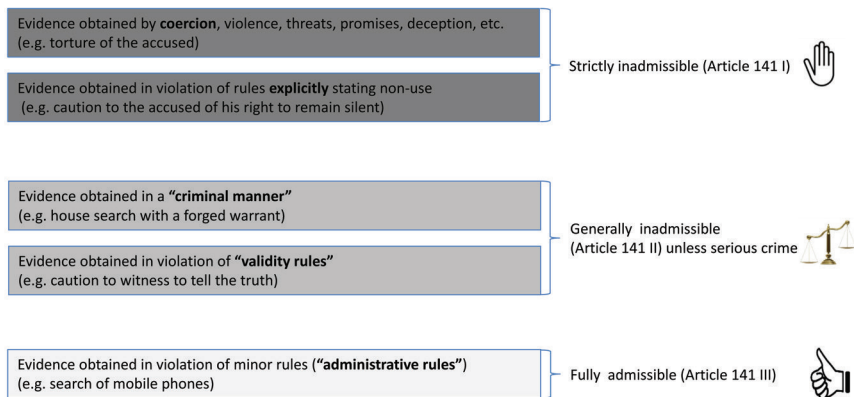 Evidence obtained by coercion, violence, threats, promises, deception, etc.
(e.g. torture of the accused)
Strictly inadmissible (Article 141 I)
Evidence obtained in violation of rules explicitly stating non-use
(e.g. caution to the accused of his right to remain silent)
Evidence obtained in a “criminal manner”
(e.g. house search with a forged warrant)
Generally inadmissible
(Article 141 II) unless serious crime
Evidence obtained in violation of “validity rules”
(e.g. caution to witness to tell the truth)
Evidence obtained in violation of minor rules (“administrative rules”)
(e.g. search of mobile phones)
Fully admissible (Article 141 III)